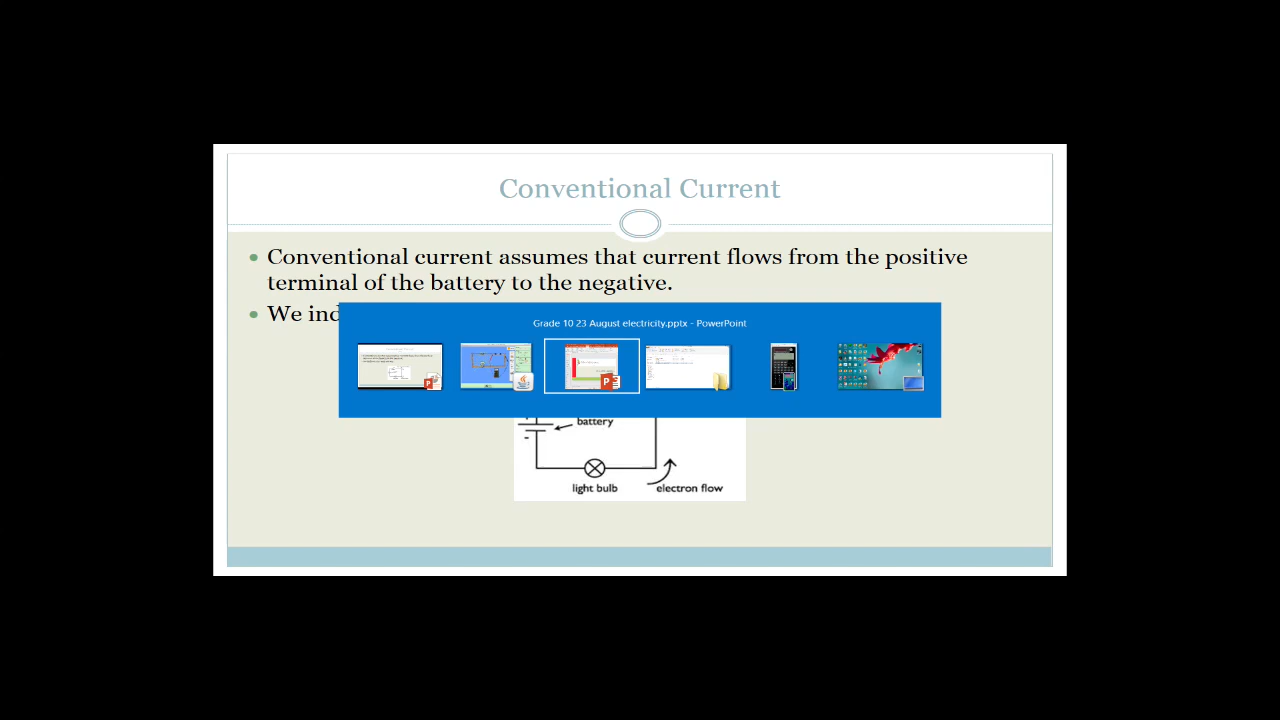 Conventional Current
• Conventional current assumes that current flows from the positive
terminal of the battery to the negative.
• We ind
Grade 10 23 August electricity.pptx - PowerPoint
+
battery
-
light bulb
electron flow